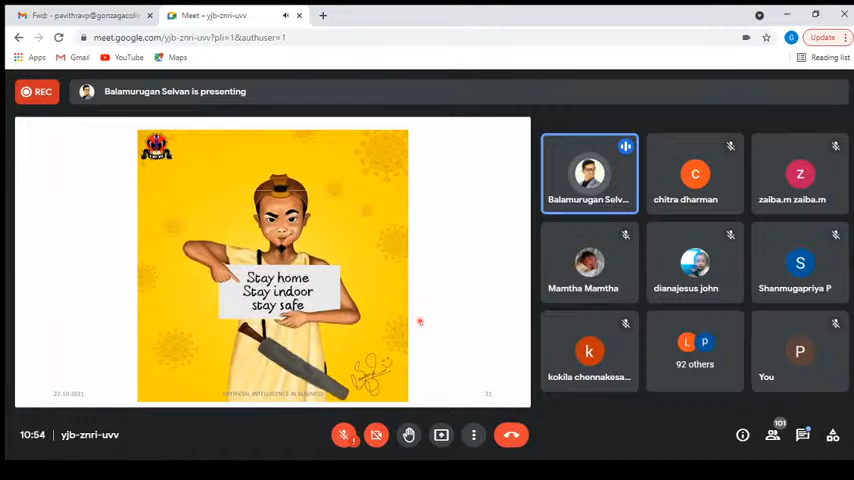 Fwd: - pavithravp@gonzagacoll
Meet – yjb-znri-uvv
meet.google.com/yjb-znri-uvv?pli=1&authuser=1
G
Update
Apps
Gmail
YouTube
Maps
Reading list
REC
Balamurugan Selvan is presenting
Stay home
Stay indoor
stay safe
27-10-2021
ARTIFICIAL INTELLIGENCE IN BUSINESS
21
Balamurugan Selv...
c
chitra dharman
z
zaiba.m zaiba.m
Mamtha Mamtha
dianajesus john
S
Shanmugapriya P
k
kokila chennakesa...
L
P
92 others
P
You
10:54
yjb-znri-uvv
101